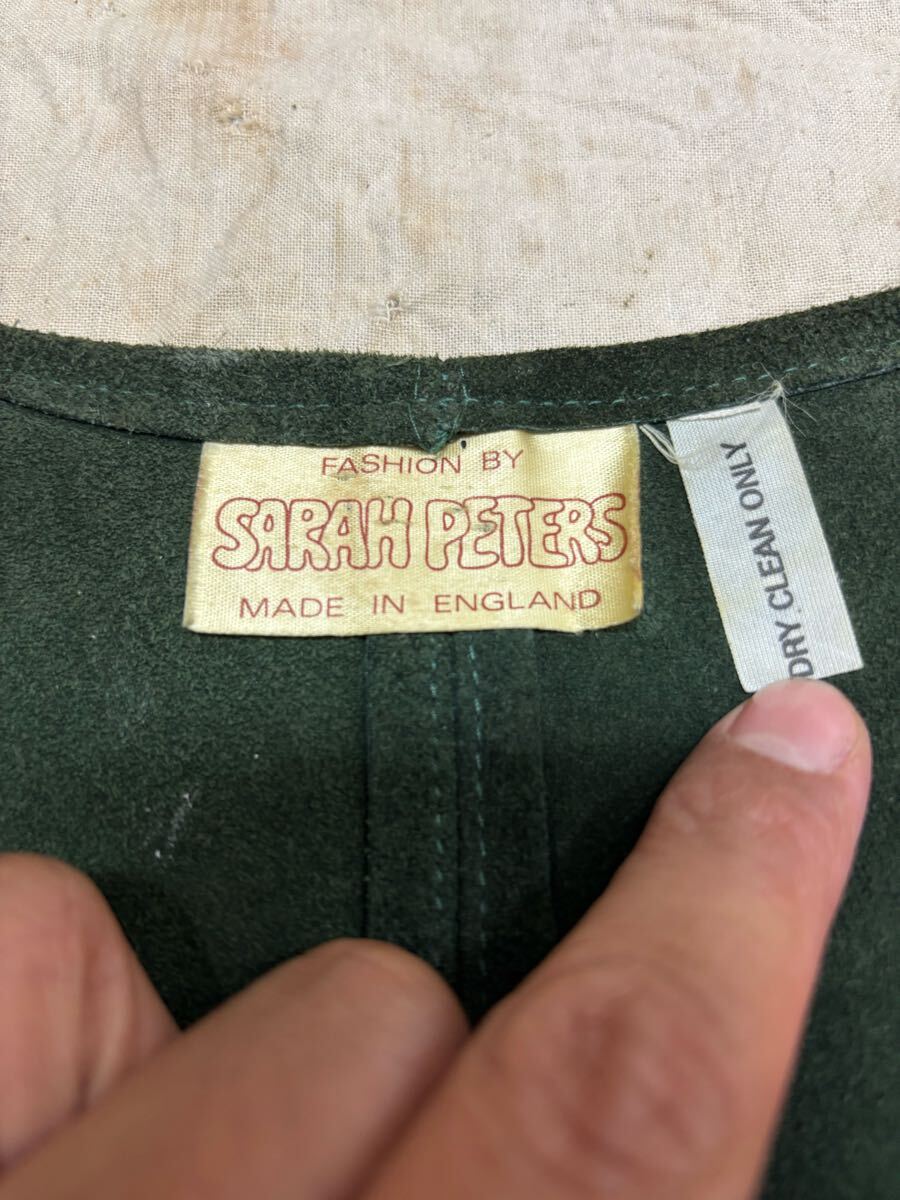 FASHION BY
SARAH PETERS
MADE IN ENGLAND
DRY CLEAN ONLY